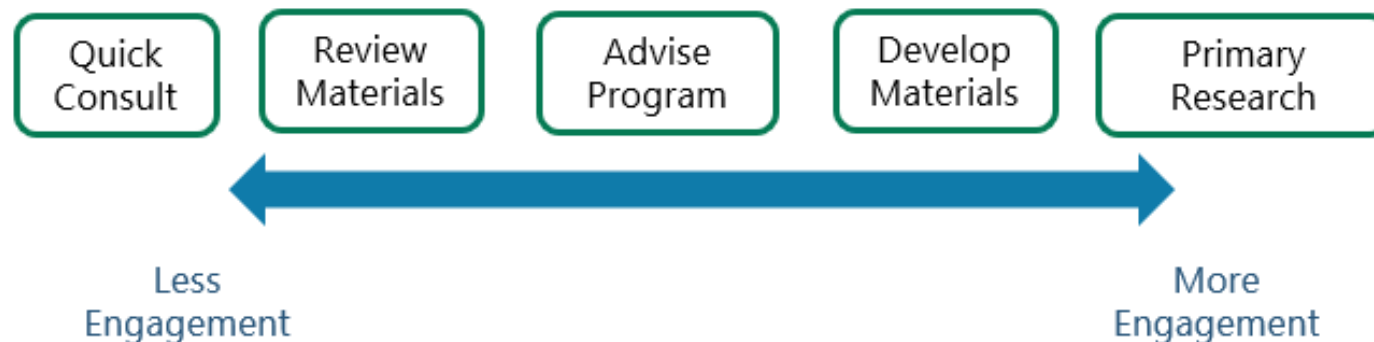 Quick
Consult
Review
Materials
Advise
Program
Develop
Materials
Primary
Research
Less
Engagement
More
Engagement